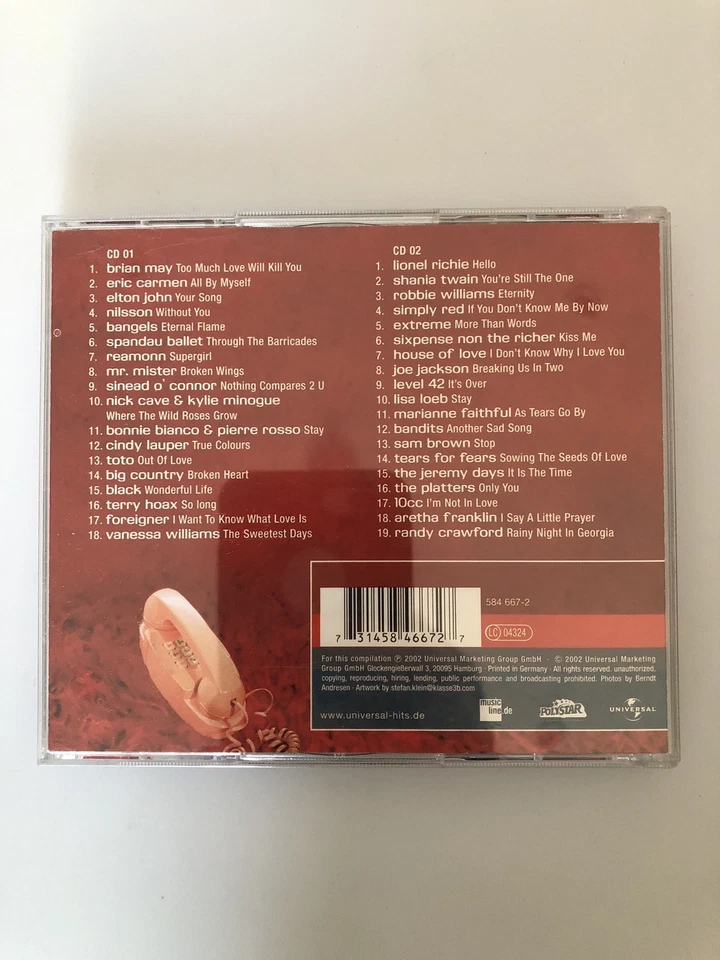 CD 01
1. brian may Too Much Love Will Kill You
2. eric carmen All By Myself
3. elton john Your Song
4. nilsson Without You
5. bangels Eternal Flame
6. spandau ballet Through The Barricades
7. reamonn Supergirl
8. mr. mister Broken Wings
9. sinead o' connor Nothing Compares 2 U
10. nick cave & kylie minogue
Where The Wild Roses Grow
11. bonnie bianco & pierre rosso Stay
12. cindy lauper True Colours
13. toto Out Of Love
14. big country Broken Heart
15. black Wonderful Life
16. terry hoax So long
17. foreigner I Want To Know What Love Is
18. vanessa williams The Sweetest Days
CD 02
1. lionel richie Hello
2. shania twain You're Still The One
3. robbie williams Eternity
4. simply red If You Don't Know Me By Now
5. extreme More Than Words
6. sixpense non the richer Kiss Me
7. house of love I Don't Know Why I Love You
8. joe jackson Breaking Us In Two
9. level 42 It's Over
10. lisa loeb Stay
11. marianne faithful As Tears Go By
12. bandits Another Sad Song
13. sam brown Stop
14. tears for fears Sowing The Seeds Of Love
15. the jeremy days It Is The Time
16. the platters Only You
17. 10cc I'm Not In Love
18. aretha franklin I Say A Little Prayer
19. randy crawford Rainy Night In Georgia
584 667-2
7 31458 46672 7
LC 04324
For this compilation ℗ 2002 Universal Marketing Group GmbH · © 2002 Universal Marketing
Group GmbH Glockengießerwall 3, 20095 Hamburg · Printed in Germany · All rights reserved. unauthorized,
copying, reproducing, hiring, lending, public performance and broadcasting prohibited. Photos by Berndt
Andresen · Artwork by stefan.klein@klasse3b.com
www.universal-hits.de
music
line.de
POLYSTAR
UNIVERSAL